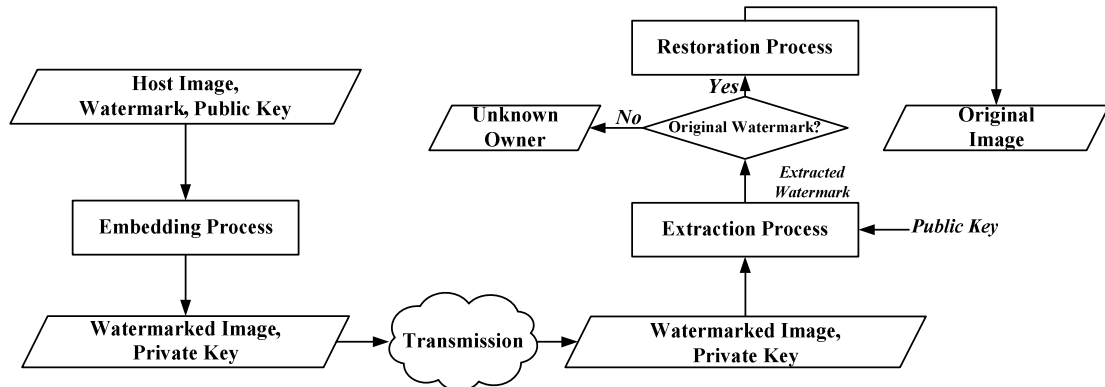 Host Image,
Watermark, Public Key
Embedding Process
Watermarked Image,
Private Key
Transmission
Watermarked Image,
Private Key
Extraction Process
Public Key
Extracted
Watermark
Original Watermark?
No
Unknown
Owner
Yes
Restoration Process
Original
Image